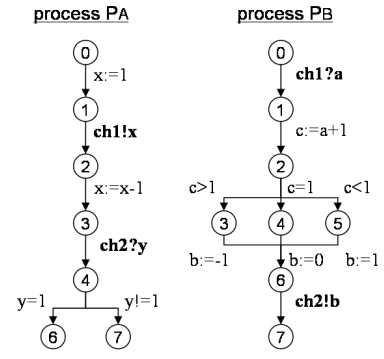 process PA process PB
0 0
x:=1 ch1?a
1 1
ch1!x c:=a+1
2 2
x:=x-1 c>1 c=1 c<1
3 3 4 5
ch2?y b:=-1 b:=0 b:=1
4 6
y=1 y!=1 ch2!b
6 7 7